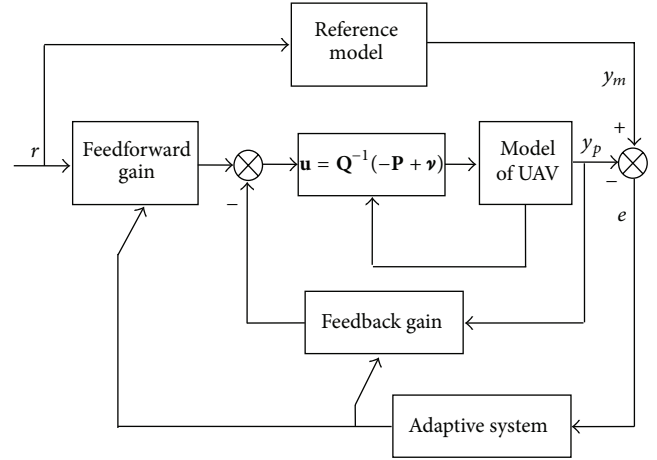 Reference
model
y_m
r
Feedforward
gain
−
u = Q^{-1}(−P + ν)
Model
of UAV
y_p
+
−
e
Feedback gain
Adaptive system